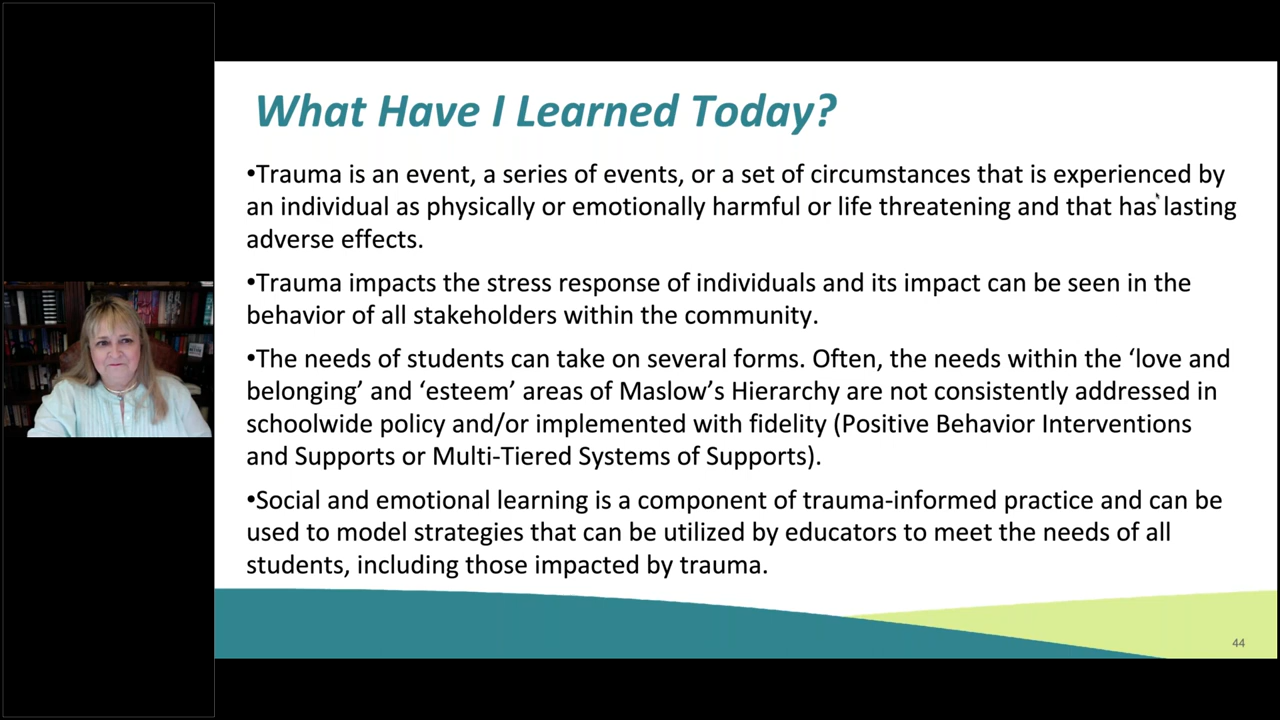 What Have I Learned Today?
•Trauma is an event, a series of events, or a set of circumstances that is experienced by
an individual as physically or emotionally harmful or life threatening and that has lasting
adverse effects.
•Trauma impacts the stress response of individuals and its impact can be seen in the
behavior of all stakeholders within the community.
•The needs of students can take on several forms. Often, the needs within the ‘love and
belonging’ and ‘esteem’ areas of Maslow’s Hierarchy are not consistently addressed in
schoolwide policy and/or implemented with fidelity (Positive Behavior Interventions
and Supports or Multi-Tiered Systems of Supports).
•Social and emotional learning is a component of trauma-informed practice and can be
used to model strategies that can be utilized by educators to meet the needs of all
students, including those impacted by trauma.
44